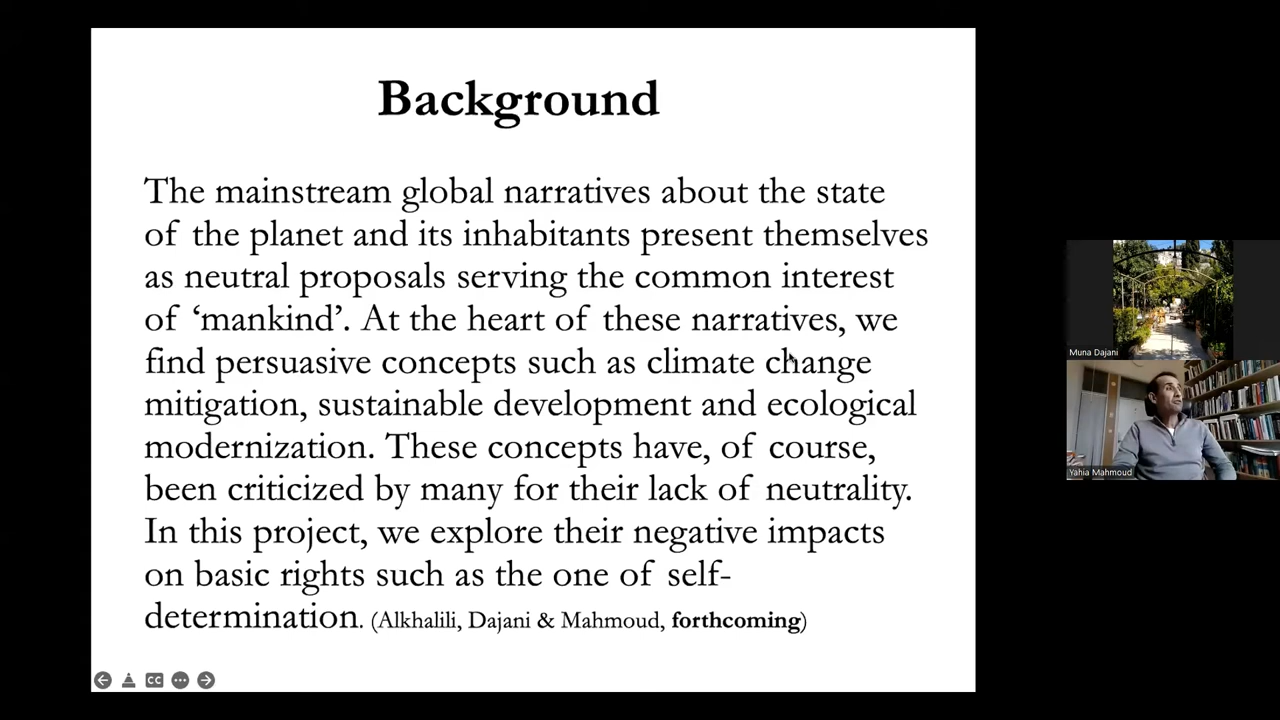 Background
The mainstream global narratives about the state
of the planet and its inhabitants present themselves
as neutral proposals serving the common interest
of ‘mankind’. At the heart of these narratives, we
find persuasive concepts such as climate change
mitigation, sustainable development and ecological
modernization. These concepts have, of course,
been criticized by many for their lack of neutrality.
In this project, we explore their negative impacts
on basic rights such as the one of self-
determination. (Alkhalili, Dajani & Mahmoud, forthcoming)
CC
Muna Dajani
Yahia Mahmoud